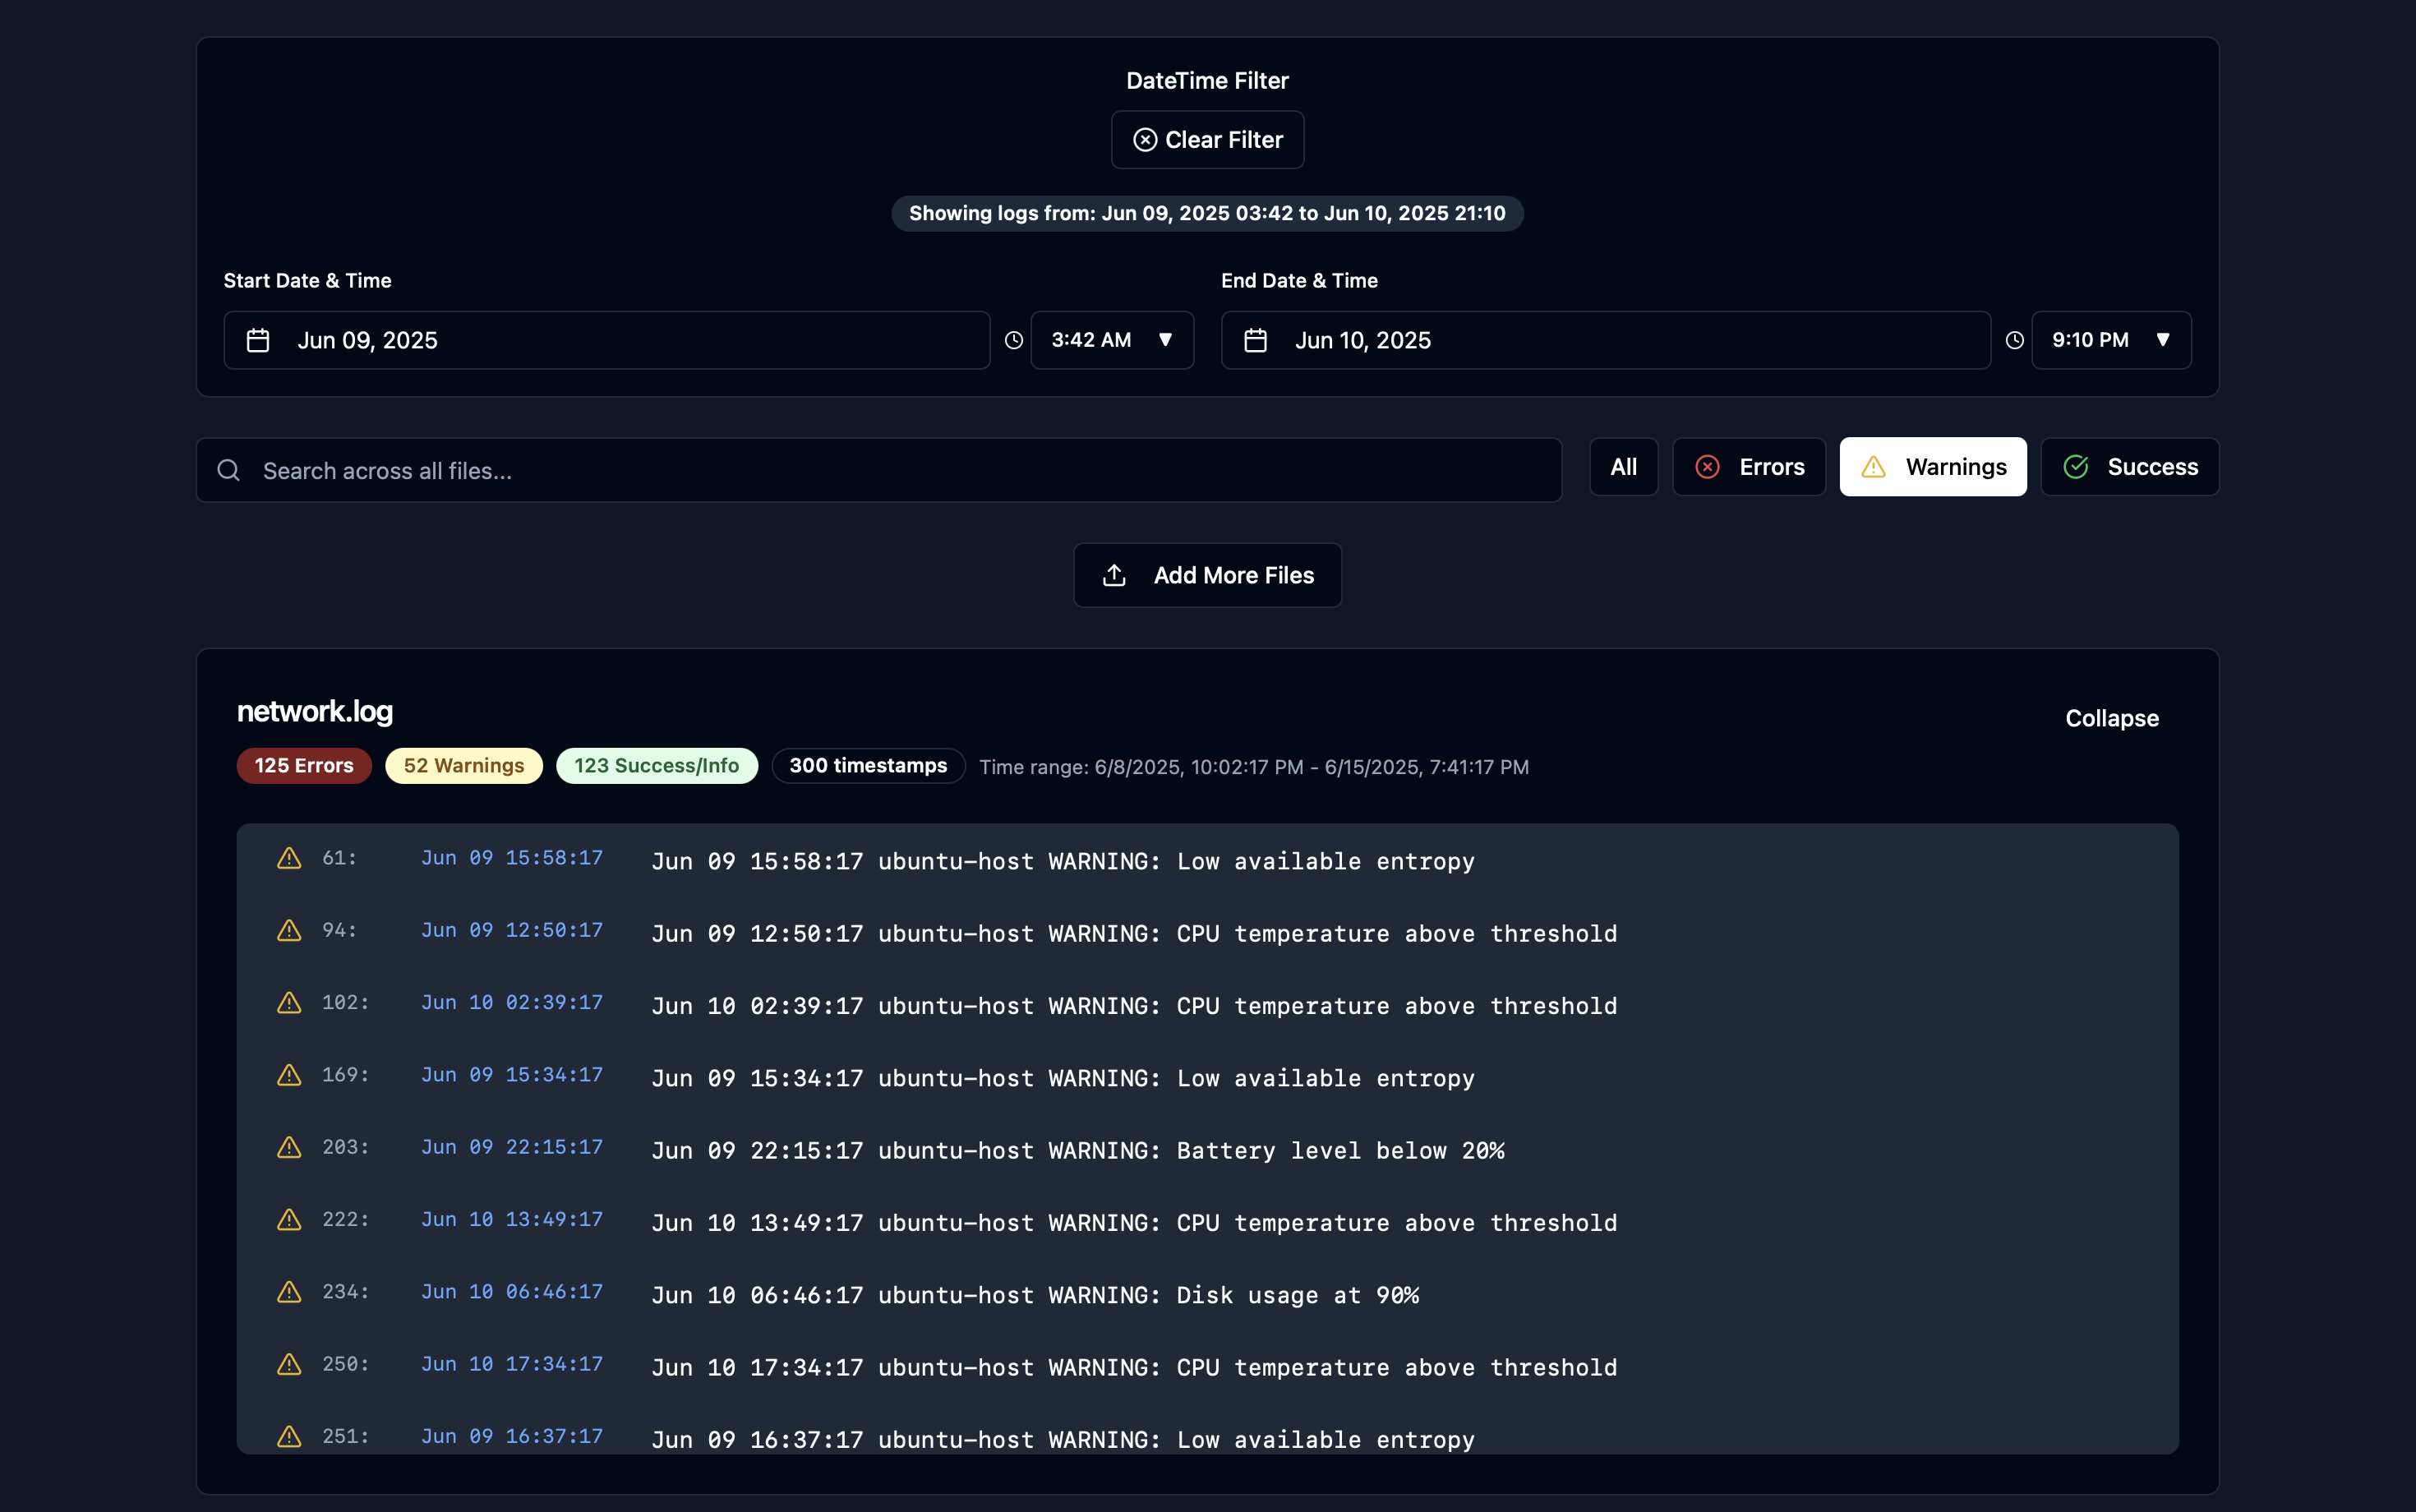 DateTime Filter
Clear Filter
Showing logs from: Jun 09, 2025 03:42 to Jun 10, 2025 21:10
Start Date & Time
Jun 09, 2025 3:42 AM ▼
End Date & Time
Jun 10, 2025 9:10 PM ▼
Search across all files...
All Errors Warnings Success
Add More Files
network.log
Collapse
125 Errors 52 Warnings 123 Success/Info 300 timestamps Time range: 6/8/2025, 10:02:17 PM - 6/15/2025, 7:41:17 PM
61: Jun 09 15:58:17 Jun 09 15:58:17 ubuntu-host WARNING: Low available entropy
94: Jun 09 12:50:17 Jun 09 12:50:17 ubuntu-host WARNING: CPU temperature above threshold
102: Jun 10 02:39:17 Jun 10 02:39:17 ubuntu-host WARNING: CPU temperature above threshold
169: Jun 09 15:34:17 Jun 09 15:34:17 ubuntu-host WARNING: Low available entropy
203: Jun 09 22:15:17 Jun 09 22:15:17 ubuntu-host WARNING: Battery level below 20%
222: Jun 10 13:49:17 Jun 10 13:49:17 ubuntu-host WARNING: CPU temperature above threshold
234: Jun 10 06:46:17 Jun 10 06:46:17 ubuntu-host WARNING: Disk usage at 90%
250: Jun 10 17:34:17 Jun 10 17:34:17 ubuntu-host WARNING: CPU temperature above threshold
251: Jun 09 16:37:17 Jun 09 16:37:17 ubuntu-host WARNING: Low available entropy